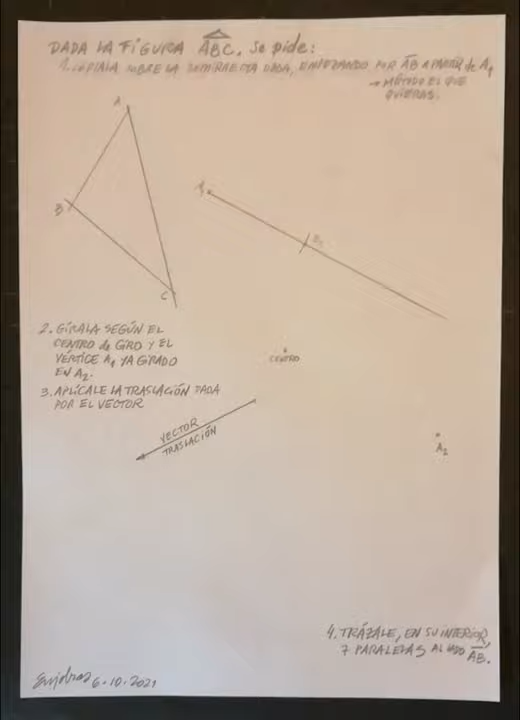 DADA LA FÍGURA ABC. Se pide:
1. CÓPIALA SOBRE LA SEMIRRECTA DADA, EMPEZANDO POR AB A PARTIR de A1
→ MÉTODO EL QUE
QUIERAS.
A
B
C
A1
B1
2. GÍRALA SEGÚN EL
CENTRO de GIRO Y EL
VÉRTICE A1 YA GIRADO
EN A2.
CENTRO
3. APLÍCALE LA TRASLACIÓN DADA
POR EL VECTOR
VECTOR
TRASLACIÓN
A2
4. TRÁZALE, EN SU INTERIOR,
7 PARALELAS AL LADO AB.
6-10-2021